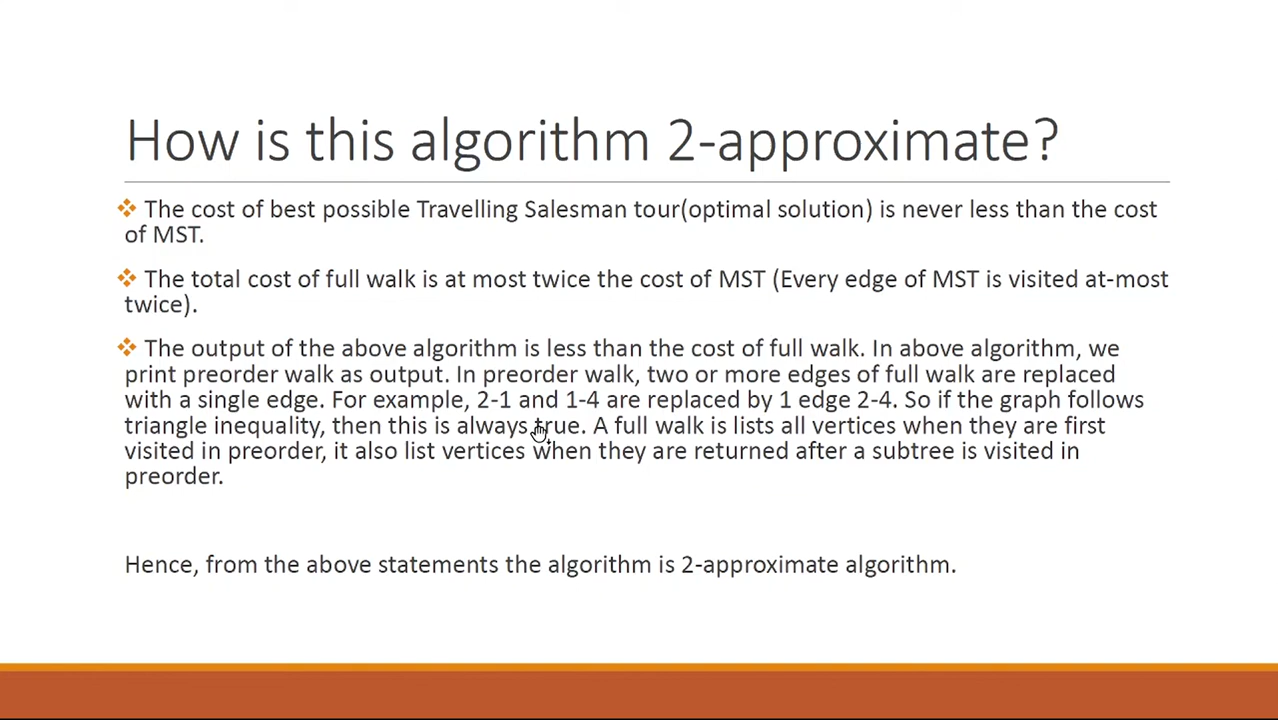 How is this algorithm 2-approximate?
❖ The cost of best possible Travelling Salesman tour(optimal solution) is never less than the cost
of MST.
❖ The total cost of full walk is at most twice the cost of MST (Every edge of MST is visited at-most
twice).
❖ The output of the above algorithm is less than the cost of full walk. In above algorithm, we
print preorder walk as output. In preorder walk, two or more edges of full walk are replaced
with a single edge. For example, 2-1 and 1-4 are replaced by 1 edge 2-4. So if the graph follows
triangle inequality, then this is always true. A full walk is lists all vertices when they are first
visited in preorder, it also list vertices when they are returned after a subtree is visited in
preorder.
Hence, from the above statements the algorithm is 2-approximate algorithm.